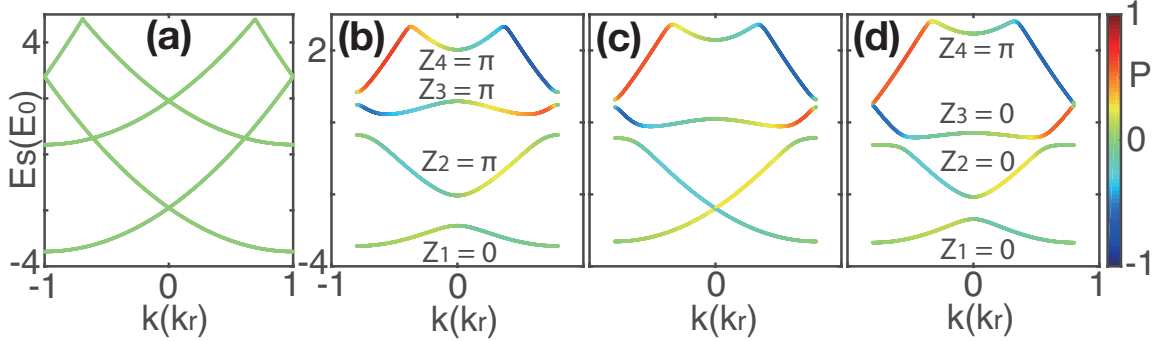 (a) (b) (c) (d)
4 2 1
Z4 = π Z4 = π
Z3 = π Z3 = 0
Es(E0) P 0
Z2 = π Z2 = 0
Z1 = 0 Z1 = 0
-4 -4 -1
-1 0 1 0 0 0 1
k(kr) k(kr) k(kr) k(kr)